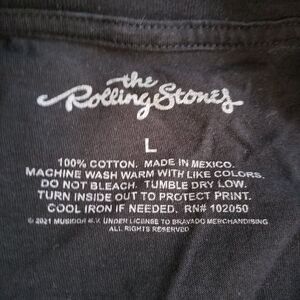 the
Rolling Stones
L
100% COTTON. MADE IN MEXICO.
MACHINE WASH WARM WITH LIKE COLORS.
DO NOT BLEACH. TUMBLE DRY LOW.
TURN INSIDE OUT TO PROTECT PRINT.
COOL IRON IF NEEDED. RN# 102050
© 2021 MUSIDOR B.V. UNDER LICENSE TO BRAVADO MERCHANDISING.
ALL RIGHTS RESERVED